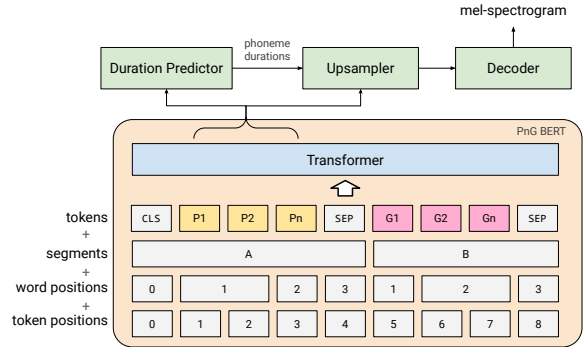 mel-spectrogram
Duration Predictor
phoneme
durations
Upsampler
Decoder
PnG BERT
Transformer
tokens CLS P1 P2 Pn SEP G1 G2 Gn SEP
+
segments A B
+
word positions 0 1 2 3 1 2 3
+
token positions 0 1 2 3 4 5 6 7 8